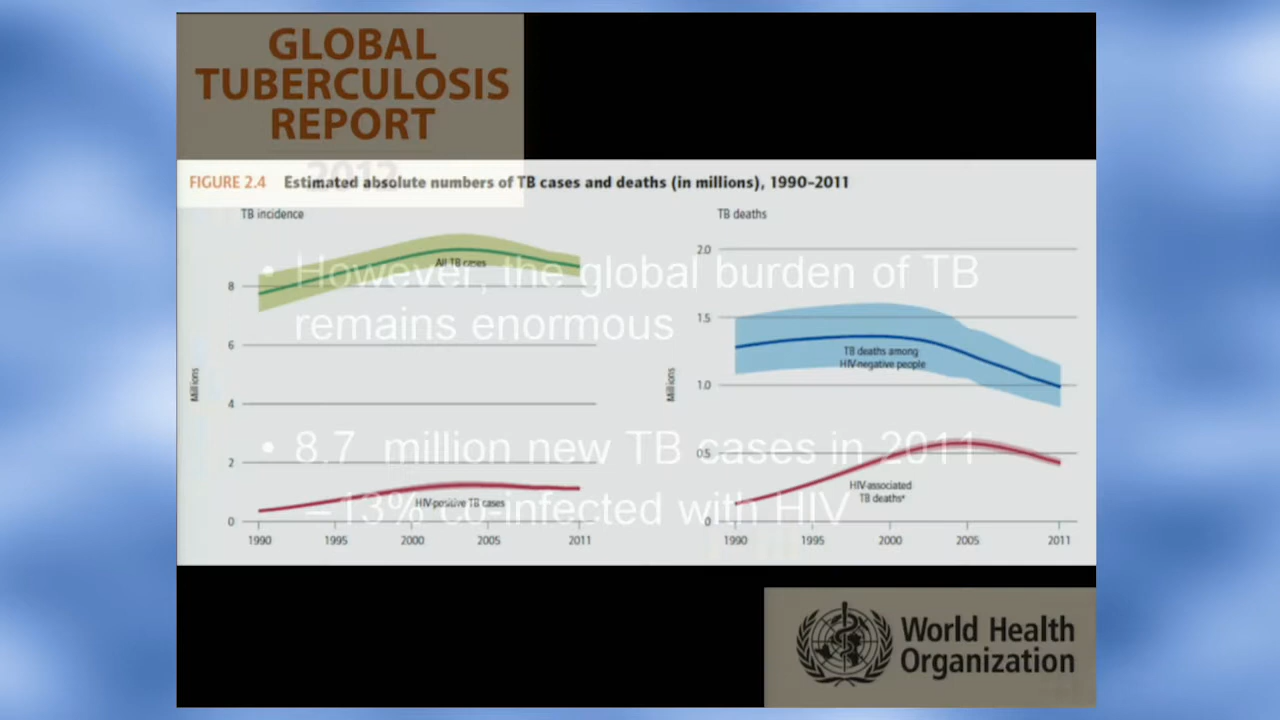 GLOBAL
TUBERCULOSIS
REPORT
2012
FIGURE 2.4 Estimated absolute numbers of TB cases and deaths (in millions), 1990–2011
TB incidence
All TB cases
8
6
4
2
0
Millions
HIV-positive TB cases
1990 1995 2000 2005 2011
TB deaths
2.0
1.5
1.0
0.5
0
Millions
TB deaths among
HIV-negative people
HIV-associated
TB deathsᵃ
1990 1995 2000 2005 2011
• However, the global burden of TB
remains enormous
• 8.7 million new TB cases in 2011
– 13% co-infected with HIV
World Health
Organization